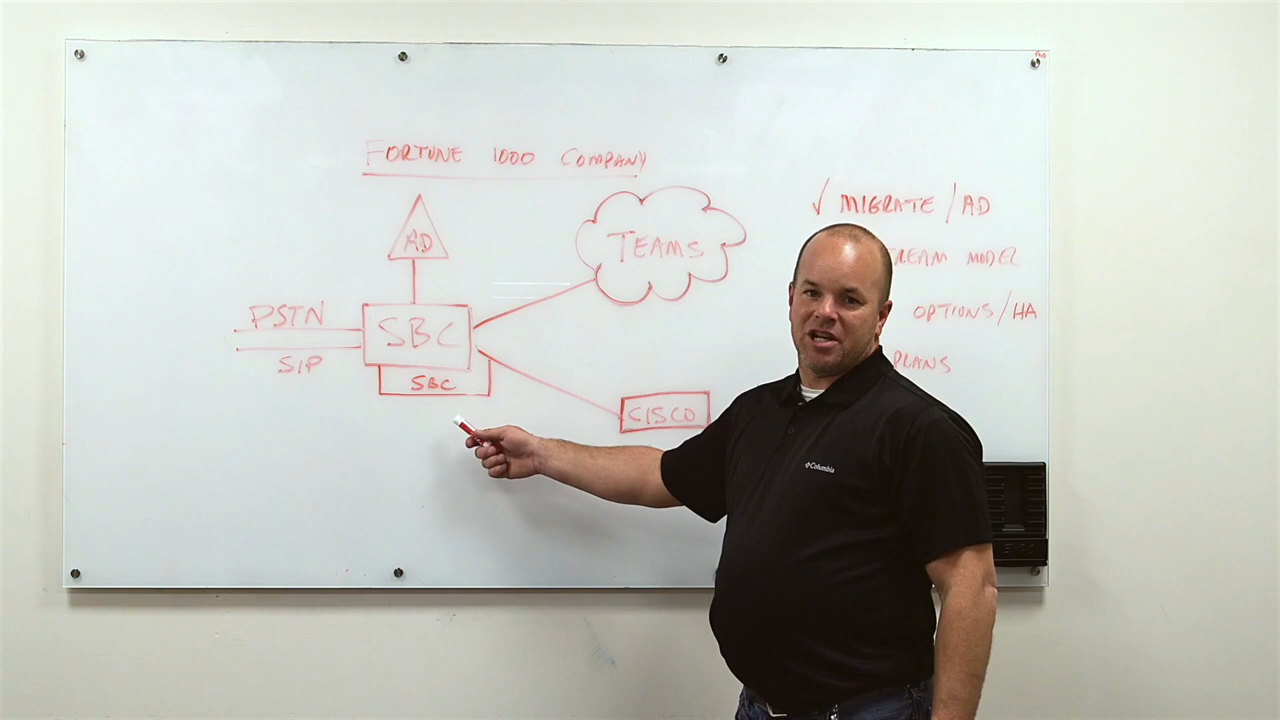 FORTUNE 1000 COMPANY
AD
TEAMS
PSTN
SBC
SIP
SBC
CISCO
✓ MIGRATE / AD
REAM MODEL
OPTIONS / HA
PLANS
Columbia